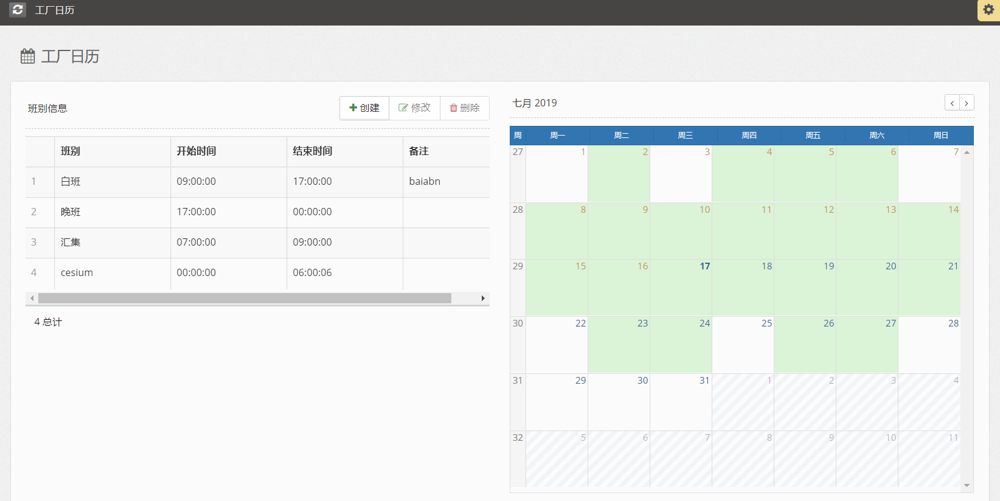 工厂日历
工厂日历
班别信息
创建 修改 删除
班别 开始时间 结束时间 备注
1 白班 09:00:00 17:00:00 baiabn
2 晚班 17:00:00 00:00:00
3 汇集 07:00:00 09:00:00
4 cesium 00:00:00 06:00:06
4 总计
七月 2019
周 周一 周二 周三 周四 周五 周六 周日
27 1 2 3 4 5 6 7
28 8 9 10 11 12 13 14
29 15 16 17 18 19 20 21
30 22 23 24 25 26 27 28
31 29 30 31 1 2 3 4
32 5 6 7 8 9 10 11